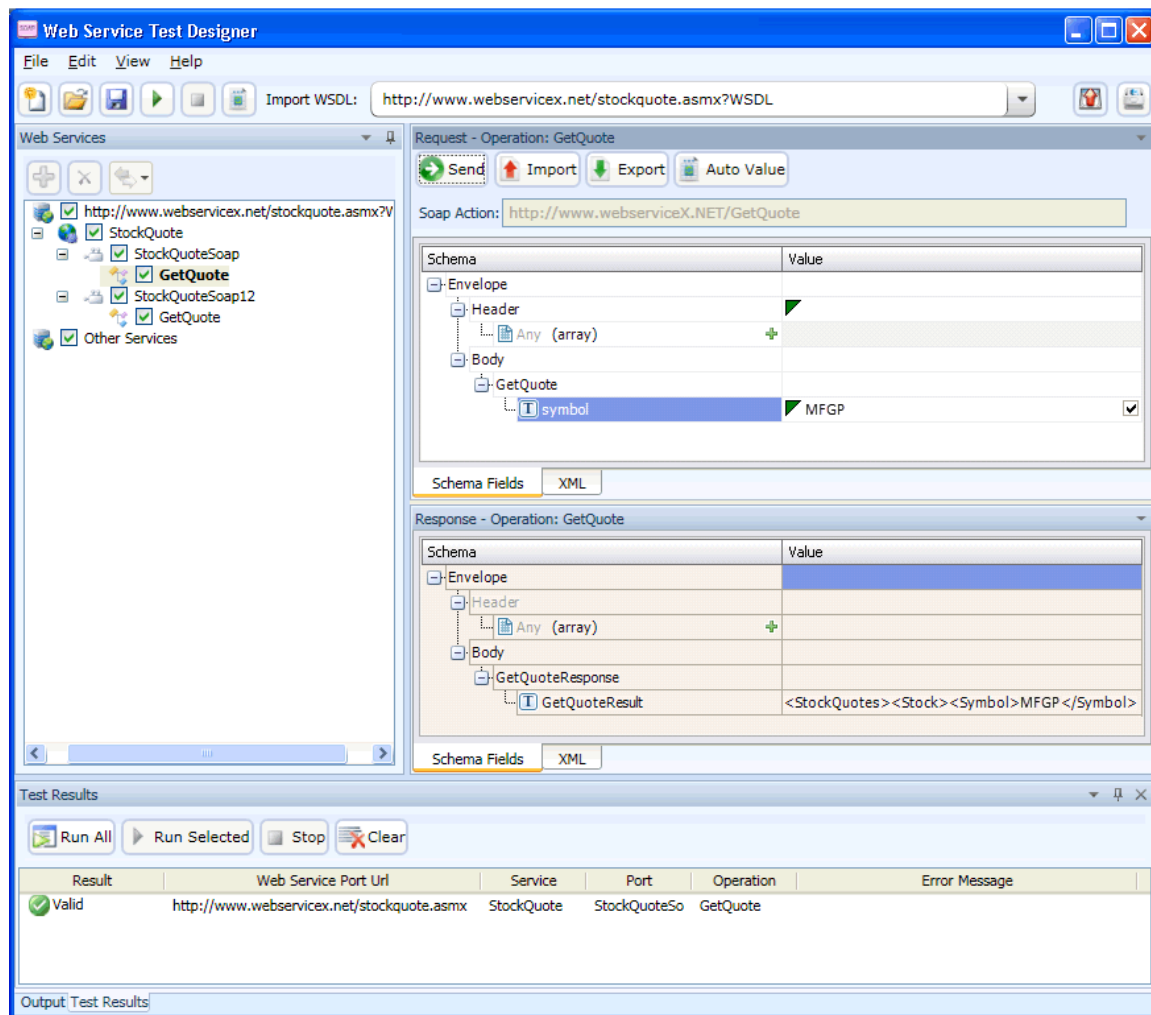 Web Service Test Designer
File Edit View Help
Import WSDL: http://www.webservicex.net/stockquote.asmx?WSDL
Web Services
http://www.webservicex.net/stockquote.asmx?V
StockQuote
StockQuoteSoap
GetQuote
StockQuoteSoap12
GetQuote
Other Services
Request - Operation: GetQuote
Send Import Export Auto Value
Soap Action: http://www.webserviceX.NET/GetQuote
Schema Value
Envelope
Header
Any (array)
Body
GetQuote
symbol MFGP
Schema Fields XML
Response - Operation: GetQuote
Schema Value
Envelope
Header
Any (array)
Body
GetQuoteResponse
GetQuoteResult <StockQuotes><Stock><Symbol>MFGP</Symbol>
Schema Fields XML
Test Results
Run All Run Selected Stop Clear
Result Web Service Port Url Service Port Operation Error Message
Valid http://www.webservicex.net/stockquote.asmx StockQuote StockQuoteSo GetQuote
Output Test Results